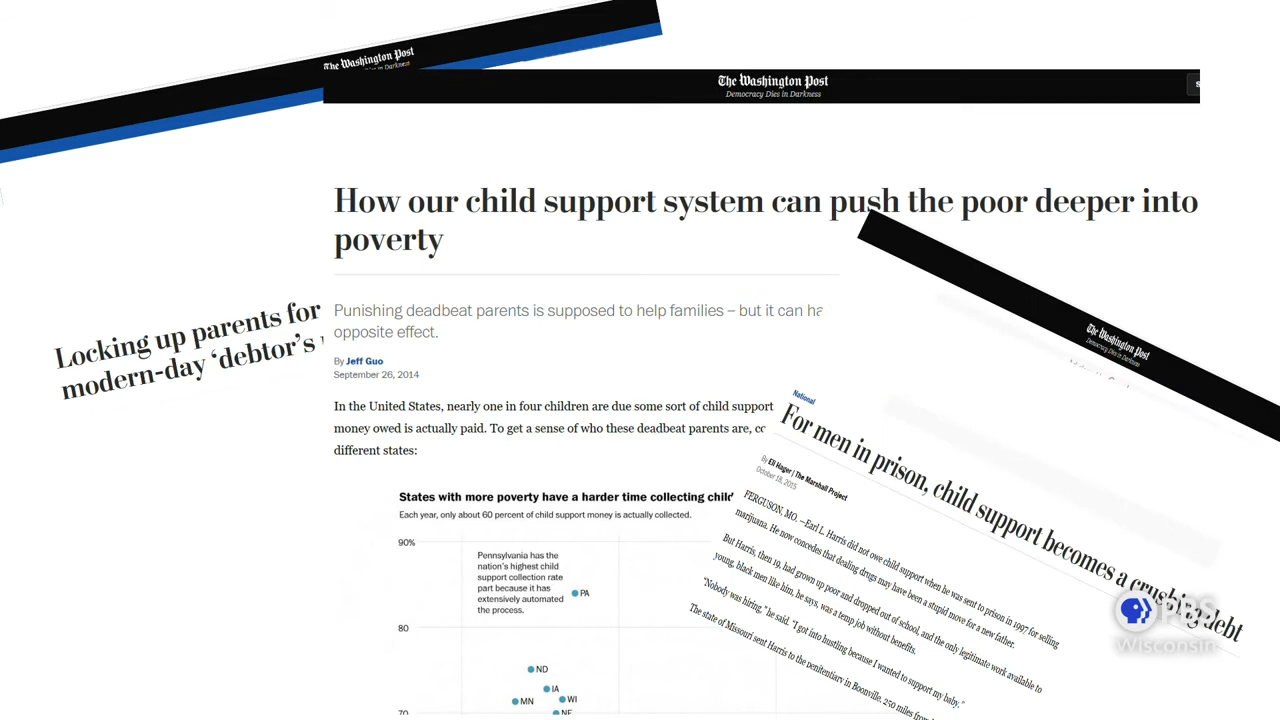 The Washington Post
Democracy Dies in Darkness
The Washington Post
Democracy Dies in Darkness
How our child support system can push the poor deeper into
poverty
Punishing deadbeat parents is supposed to help families – but it can
opposite effect.
By Jeff Guo
September 26, 2014
In the United States, nearly one in four children are due some sort of child support
money owed is actually paid. To get a sense of who these deadbeat parents are,
different states:
States with more poverty have a harder time collecting child
Each year, only about 60 percent of child support money is actually collected.
90%
Pennsylvania has the
nation's highest child
support collection rate
part because it has
extensively automated
the process.
PA
80
ND
IA
MN
WI
NE
70
Locking up parents for
modern-day ‘debtor’s
The Washington Post
Democracy Dies in Darkness
National
For men in prison, child support becomes a crushing debt
By Eli Hager | The Marshall Project
October 18, 2015
FERGUSON, MO. —Earl L. Harris did not owe child support when he was sent to prison in 1997 for selling
marijuana. He now concedes that dealing drugs may have been a stupid move for a new father.
But Harris, then 19, had grown up poor and dropped out of school, and the only legitimate work available to
young, black men like him, he says, was a temp job without benefits.
“Nobody was hiring,” he said. “I got into hustling because I wanted to support my baby.”
The state of Missouri sent Harris to the penitentiary in Boonville, 250 miles from
PBS
Wisconsin